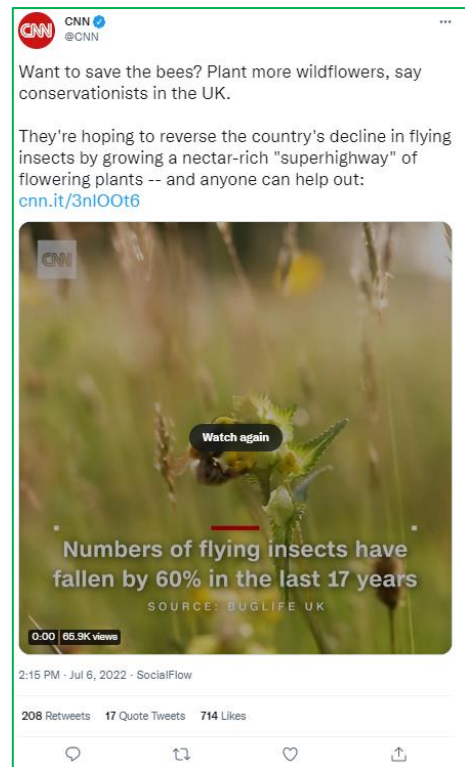 CNN
CNN
@CNN
Want to save the bees? Plant more wildflowers, say
conservationists in the UK.
They're hoping to reverse the country's decline in flying
insects by growing a nectar-rich "superhighway" of
flowering plants -- and anyone can help out:
cnn.it/3nlOOt6
CNN
Watch again
Numbers of flying insects have
fallen by 60% in the last 17 years
SOURCE: BUGLIFE UK
0:00 65.9K views
2:15 PM · Jul 6, 2022 · SocialFlow
208 Retweets 17 Quote Tweets 714 Likes